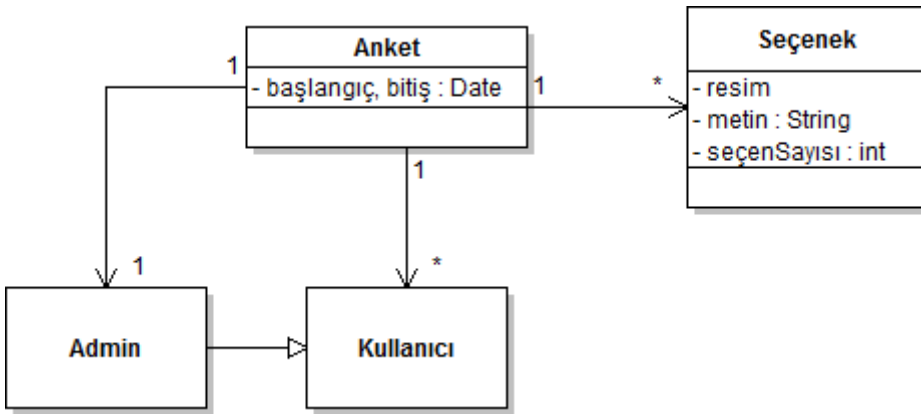 Anket
- başlangıç, bitiş : Date
1
1
*
1
Seçenek
- resim
- metin : String
- seçenSayısı : int
1
*
Admin
Kullanıcı